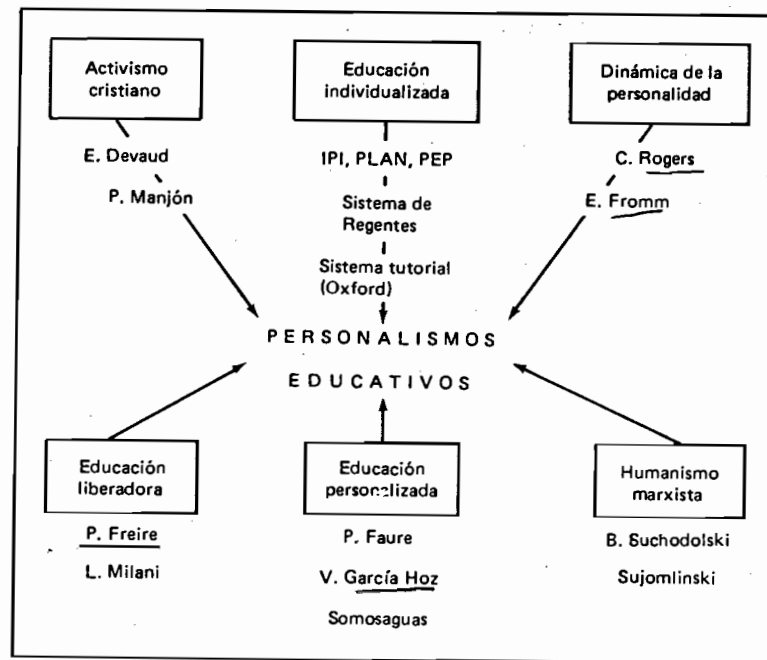 Activismo
cristiano
Educación
individualizada
Dinámica de la
personalidad
E. Devaud
P. Manjón
IPI, PLAN, PEP
Sistema de
Regentes
Sistema tutorial
(Oxford)
C. Rogers
E. Fromm
PERSONALISMOS
EDUCATIVOS
Educación
liberadora
Educación
personalizada
Humanismo
marxista
P. Freire
L. Milani
P. Faure
V. García Hoz
Somosaguas
B. Suchodolski
Sujomlinski